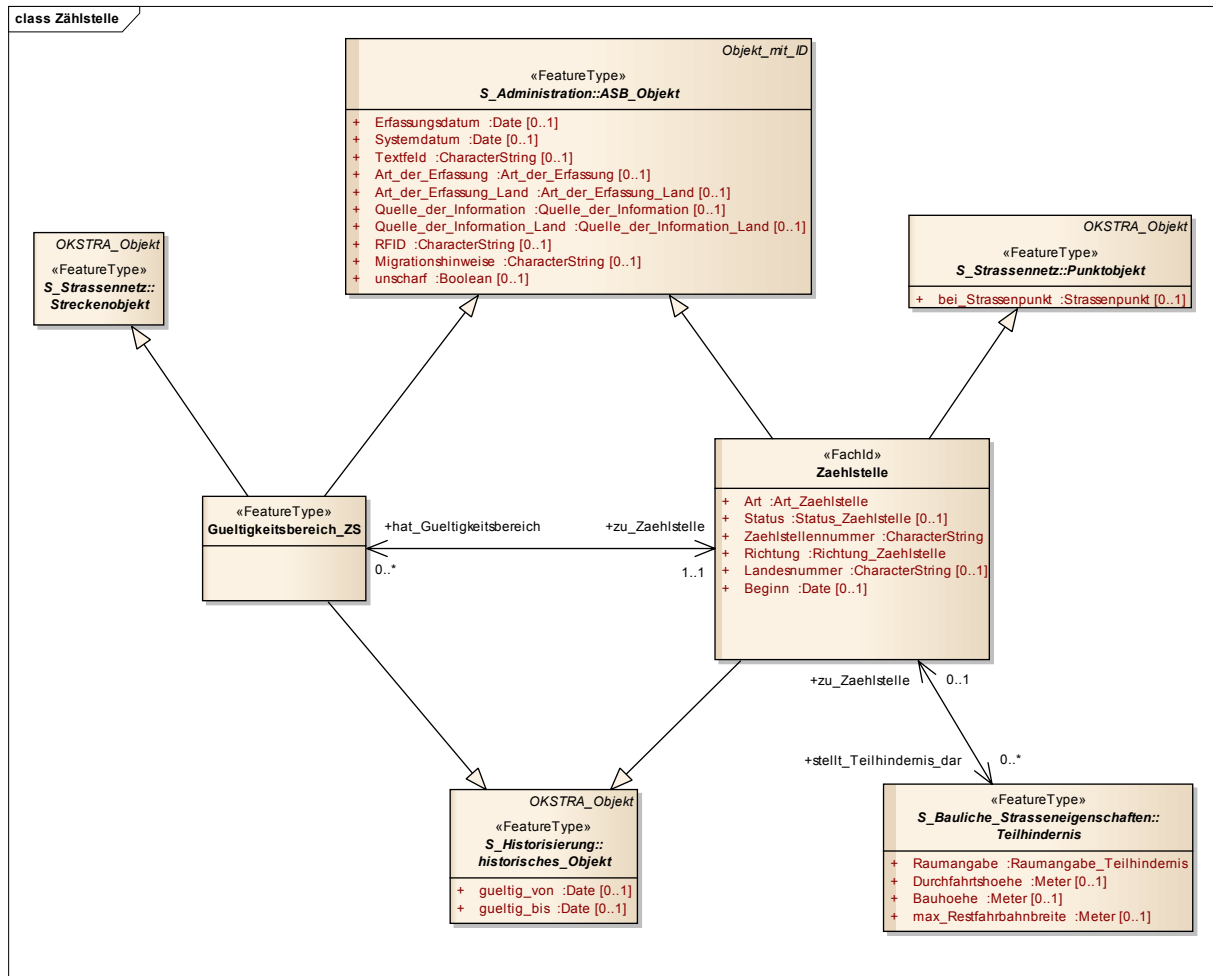 class Zählstelle
Objekt_mit_ID
«FeatureType»
S_Administration::ASB_Objekt
+ Erfassungsdatum :Date [0..1]
+ Systemdatum :Date [0..1]
+ Textfeld :CharacterString [0..1]
+ Art_der_Erfassung :Art_der_Erfassung [0..1]
+ Art_der_Erfassung_Land :Art_der_Erfassung_Land [0..1]
+ Quelle_der_Information :Quelle_der_Information [0..1]
+ Quelle_der_Information_Land :Quelle_der_Information_Land [0..1]
+ RFID :CharacterString [0..1]
+ Migrationshinweise :CharacterString [0..1]
+ unscharf :Boolean [0..1]
OKSTRA_Objekt
«FeatureType»
S_Strassennetz::
Streckenobjekt
OKSTRA_Objekt
«FeatureType»
S_Strassennetz::Punktobjekt
+ bei_Strassenpunkt :Strassenpunkt [0..1]
«FeatureType»
Gueltigkeitsbereich_ZS
+hat_Gueltigkeitsbereich
0..*
+zu_Zaehlstelle
1..1
«FachId»
Zaehlstelle
+ Art :Art_Zaehlstelle
+ Status :Status_Zaehlstelle [0..1]
+ Zaehlstellennummer :CharacterString
+ Richtung :Richtung_Zaehlstelle
+ Landesnummer :CharacterString [0..1]
+ Beginn :Date [0..1]
+zu_Zaehlstelle
0..1
+stellt_Teilhindernis_dar
0..*
OKSTRA_Objekt
«FeatureType»
S_Historisierung::
historisches_Objekt
+ gueltig_von :Date [0..1]
+ gueltig_bis :Date [0..1]
«FeatureType»
S_Bauliche_Strasseneigenschaften::
Teilhindernis
+ Raumangabe :Raumangabe_Teilhindernis
+ Durchfahrtshoehe :Meter [0..1]
+ Bauhoehe :Meter [0..1]
+ max_Restfahrbahnbreite :Meter [0..1]